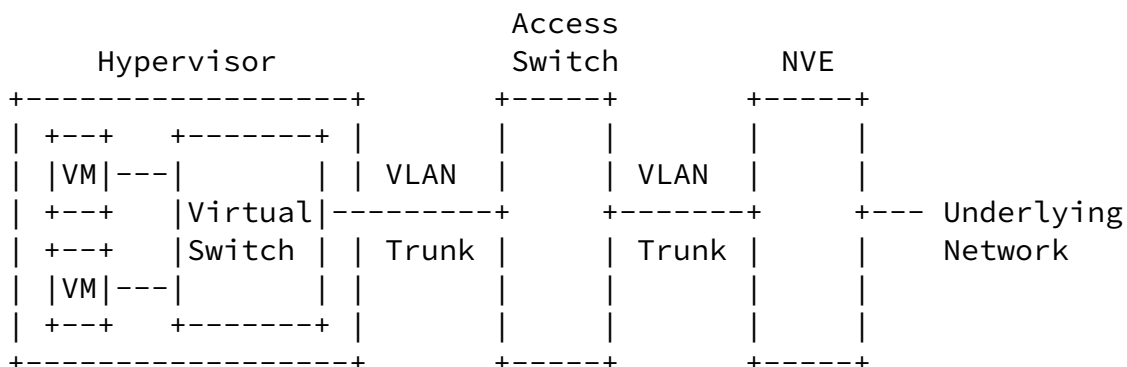 Access
Hypervisor Switch NVE
+------------------+ +-----+ +-----+
| +--+ +-------+ | | | | |
| |VM|---| | | VLAN | | VLAN | |
| +--+ |Virtual|---------+ +-------+ +--- Underlying
| +--+ |Switch | | Trunk | | Trunk | | Network
| |VM|---| | | | | | |
| +--+ +-------+ | | | | |
+------------------+ +-----+ +-----+